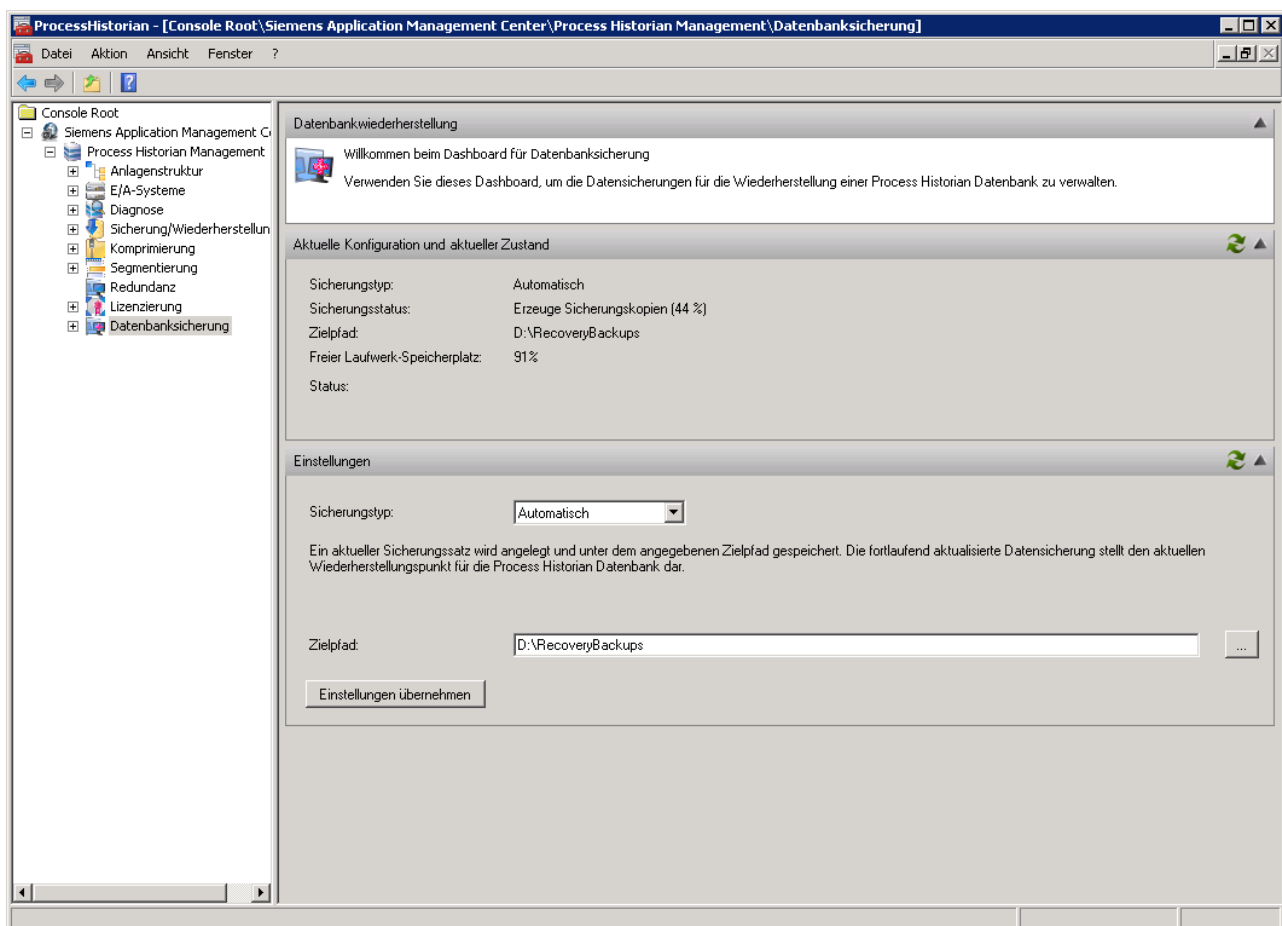 ProcessHistorian - [Console Root\Siemens Application Management Center\Process Historian Management\Datenbanksicherung]
Datei Aktion Ansicht Fenster ?
Console Root
Siemens Application Management C
Process Historian Management
Anlagenstruktur
E/A-Systeme
Diagnose
Sicherung/Wiederherstellun
Komprimierung
Segmentierung
Redundanz
Lizenzierung
Datenbanksicherung
Datenbankwiederherstellung
Willkommen beim Dashboard für Datenbanksicherung
Verwenden Sie dieses Dashboard, um die Datensicherungen für die Wiederherstellung einer Process Historian Datenbank zu verwalten.
Aktuelle Konfiguration und aktueller Zustand
Sicherungstyp: Automatisch
Sicherungsstatus: Erzeuge Sicherungskopien (44 %)
Zielpfad: D:\RecoveryBackups
Freier Laufwerk-Speicherplatz: 91%
Status:
Einstellungen
Sicherungstyp: Automatisch
Ein aktueller Sicherungssatz wird angelegt und unter dem angegebenen Zielpfad gespeichert. Die fortlaufend aktualisierte Datensicherung stellt den aktuellen
Wiederherstellungspunkt für die Process Historian Datenbank dar.
Zielpfad: D:\RecoveryBackups ...
Einstellungen übernehmen